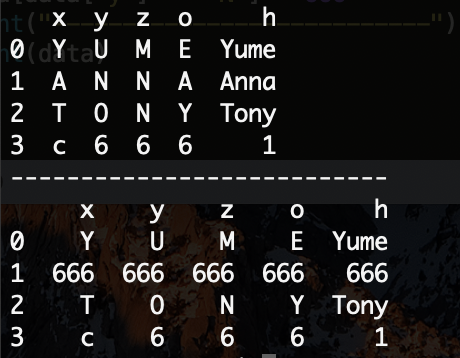 x y z o h
0 Y U M E Yume
1 A N N A Anna
2 T O N Y Tony
3 c 6 6 6 1
---------------------------
x y z o h
0 Y U M E Yume
1 666 666 666 666 666
2 T O N Y Tony
3 c 6 6 6 1